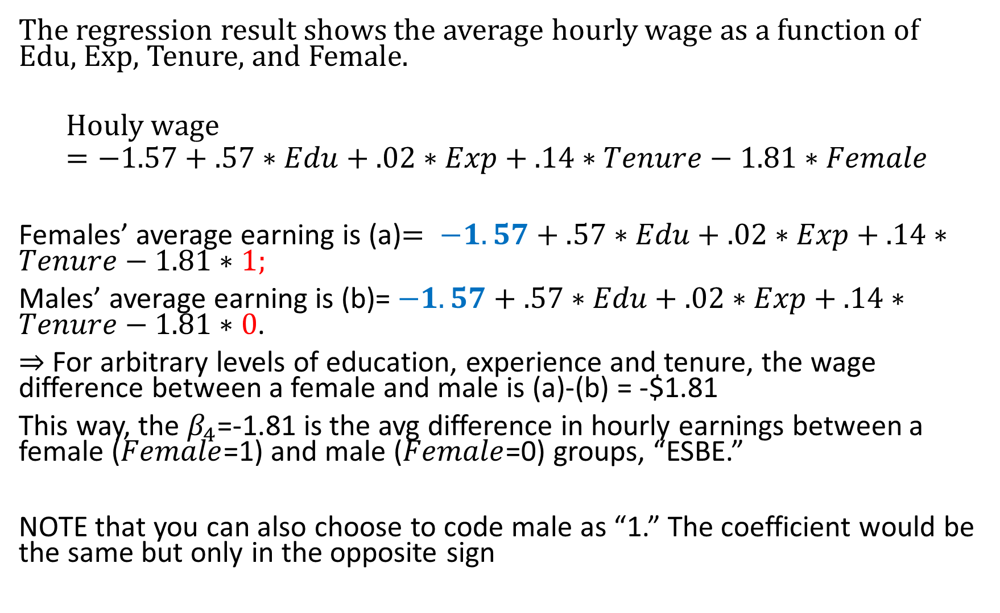 The regression result shows the average hourly wage as a function of
Edu, Exp, Tenure, and Female.
Houly wage
= −1.57 + .57 ∗ Edu + .02 ∗ Exp + .14 ∗ Tenure − 1.81 ∗ Female
Females’ average earning is (a)= −1.57 + .57 ∗ Edu + .02 ∗ Exp + .14 ∗
Tenure − 1.81 ∗ 1;
Males’ average earning is (b)= −1.57 + .57 ∗ Edu + .02 ∗ Exp + .14 ∗
Tenure − 1.81 ∗ 0.
⇒ For arbitrary levels of education, experience and tenure, the wage
difference between a female and male is (a)-(b) = -$1.81
This way, the β₄=-1.81 is the avg difference in hourly earnings between a
female (Female=1) and male (Female=0) groups, “ESBE.”
NOTE that you can also choose to code male as “1.” The coefficient would be
the same but only in the opposite sign